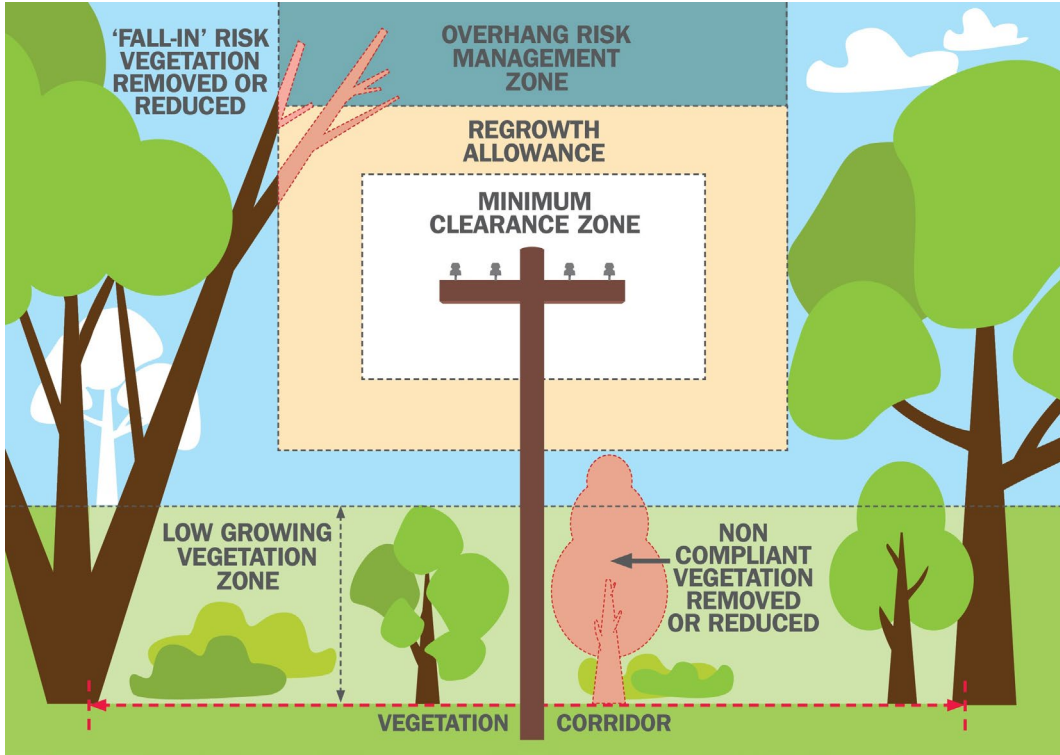 ‘FALL-IN’ RISK
VEGETATION
REMOVED OR
REDUCED
OVERHANG RISK
MANAGEMENT
ZONE
REGROWTH
ALLOWANCE
MINIMUM
CLEARANCE ZONE
LOW GROWING
VEGETATION
ZONE
NON
COMPLIANT
VEGETATION
REMOVED
OR REDUCED
VEGETATION CORRIDOR